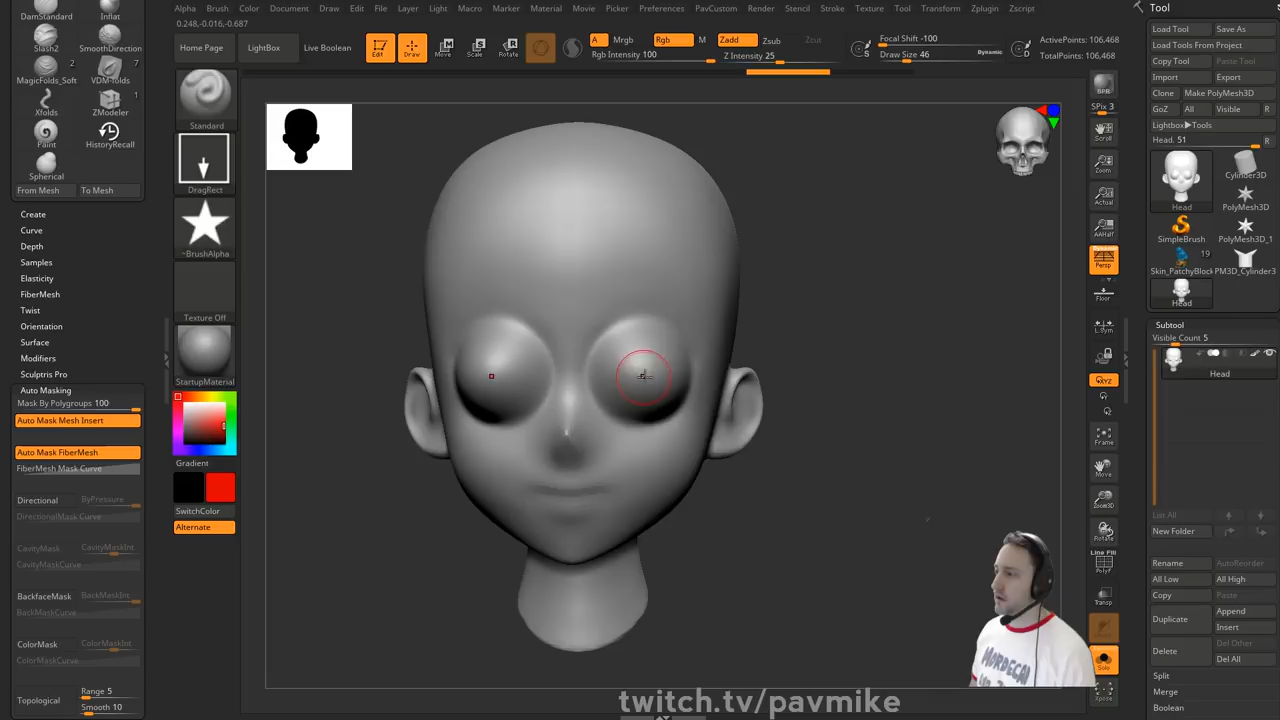 Alpha Brush Color Document Draw Edit File Layer Light Macro Marker Material Movie Picker Preferences PavCustom Render Stencil Stroke Texture Tool Transform Zplugin Zscript
0.248,-0.016,-0.687
DamStandard Inflat
Slash2 SmoothDirection
2 7
MagicFolds_Soft VDM-folds
1
Xfolds ZModeler
Paint HistoryRecall
Spherical
From Mesh To Mesh
Create
Curve
Depth
Samples
Elasticity
FiberMesh
Twist
Orientation
Surface
Modifiers
Sculptris Pro
Auto Masking
Mask By Polygroups 100
Auto Mask Mesh Insert
Auto Mask FiberMesh
FiberMesh Mask Curve
Directional ByPressure
DirectionalMask Curve
CavityMask CavityMaskInt
CavityMaskCurve
BackfaceMask BackMaskInt
BackMaskCurve
ColorMask ColorMaskInt
ColorMaskCurve
Topological Range 5
Smooth 10
Home Page LightBox Live Boolean
Edit Draw Move Scale Rotate
A Mrgb Rgb M Zadd Zsub Zcut
Rgb Intensity 100 Z Intensity 25
S Focal Shift -100
Draw Size 46 Dynamic
D
ActivePoints: 106,468
TotalPoints: 106,468
Standard
DragRect
~BrushAlpha
Texture Off
StartupMaterial
Gradient
SwitchColor
Alternate
BPR
SPix 3
Scroll
Zoom
Actual
AAHalf
Dynamic
Persp
Floor
L.Sym
XYZ
Frame
Move
Zoom3D
Rotate
Line Fill
PolyF
Transp
Solo
Xpose
Tool
Load Tool Save As
Load Tools From Project
Copy Tool Paste Tool
Import Export
Clone Make PolyMesh3D
GoZ All Visible R
Lightbox▶Tools
Head. 51 R
Head Cylinder3D
PolyMesh3D
SimpleBrush PolyMesh3D_1
19
Skin_PatchyBlock PM3D_Cylinder3
Head
Subtool
Visible Count 5
Head
List All
New Folder
Rename AutoReorder
All Low All High
Copy Paste
Duplicate Append
Insert
Delete Del Other
Del All
Split
Merge
Boolean
MORDECAI
twitch.tv/pavmike